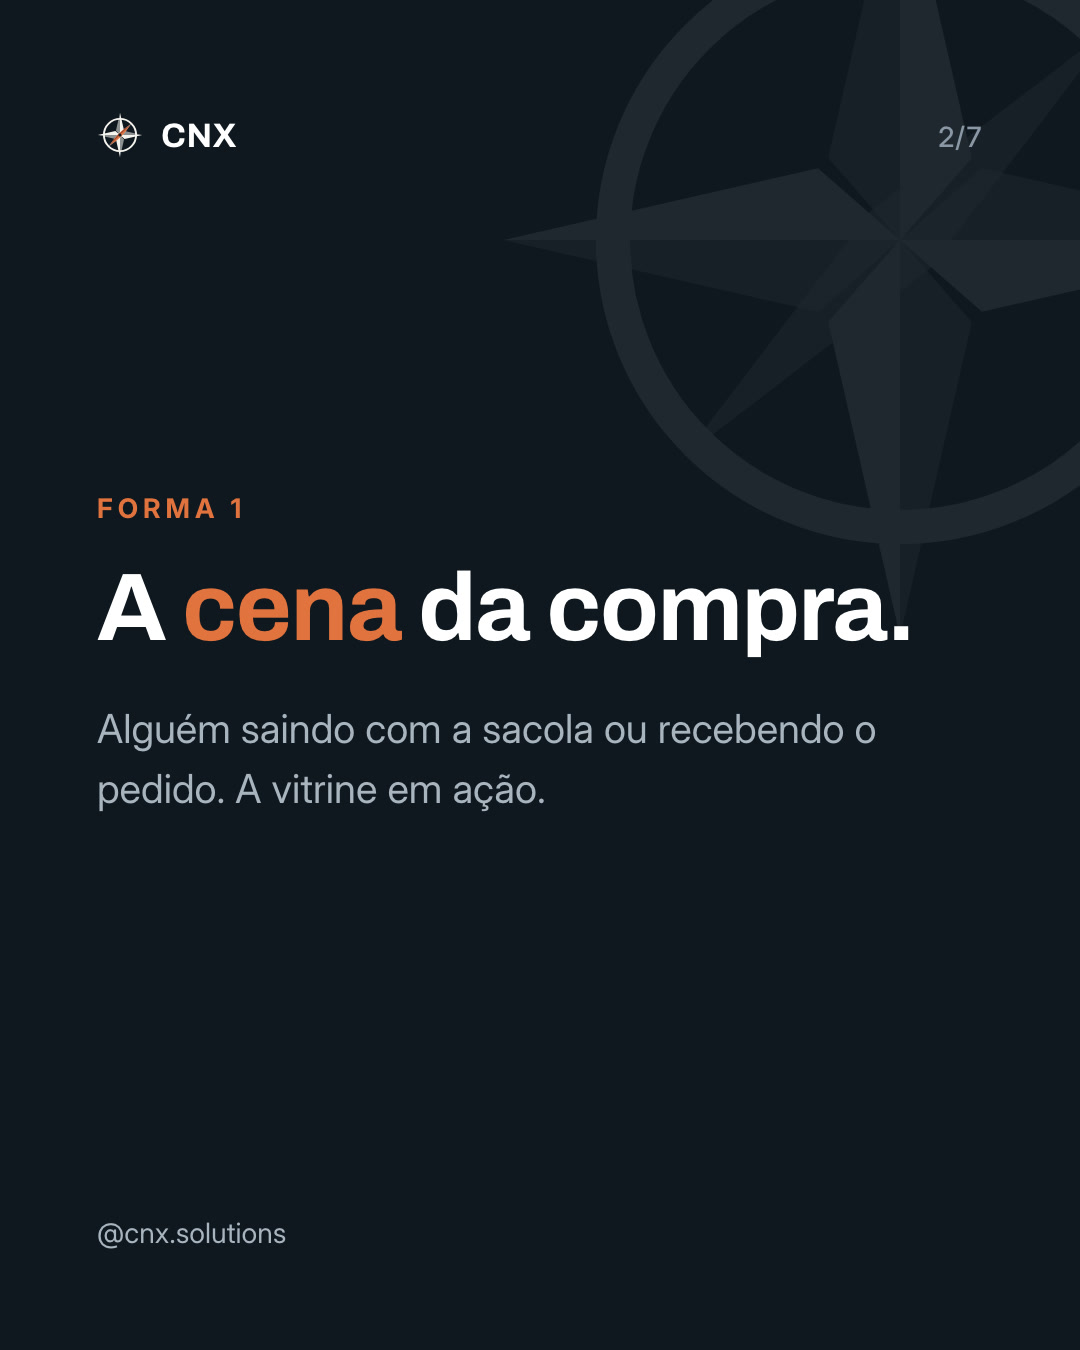 CNX
2/7
FORMA 1
A cena da compra.
Alguém saindo com a sacola ou recebendo o
pedido. A vitrine em ação.
@cnx.solutions